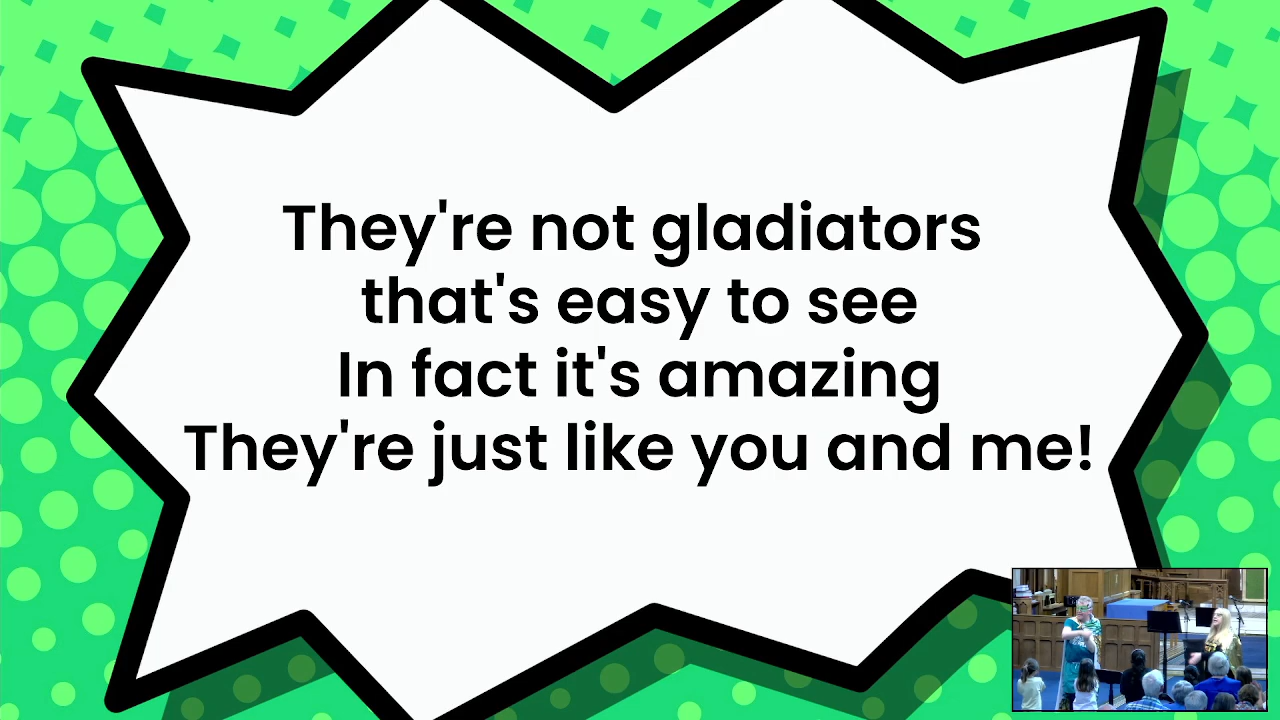 They're not gladiators
that's easy to see
In fact it's amazing
They're just like you and me!